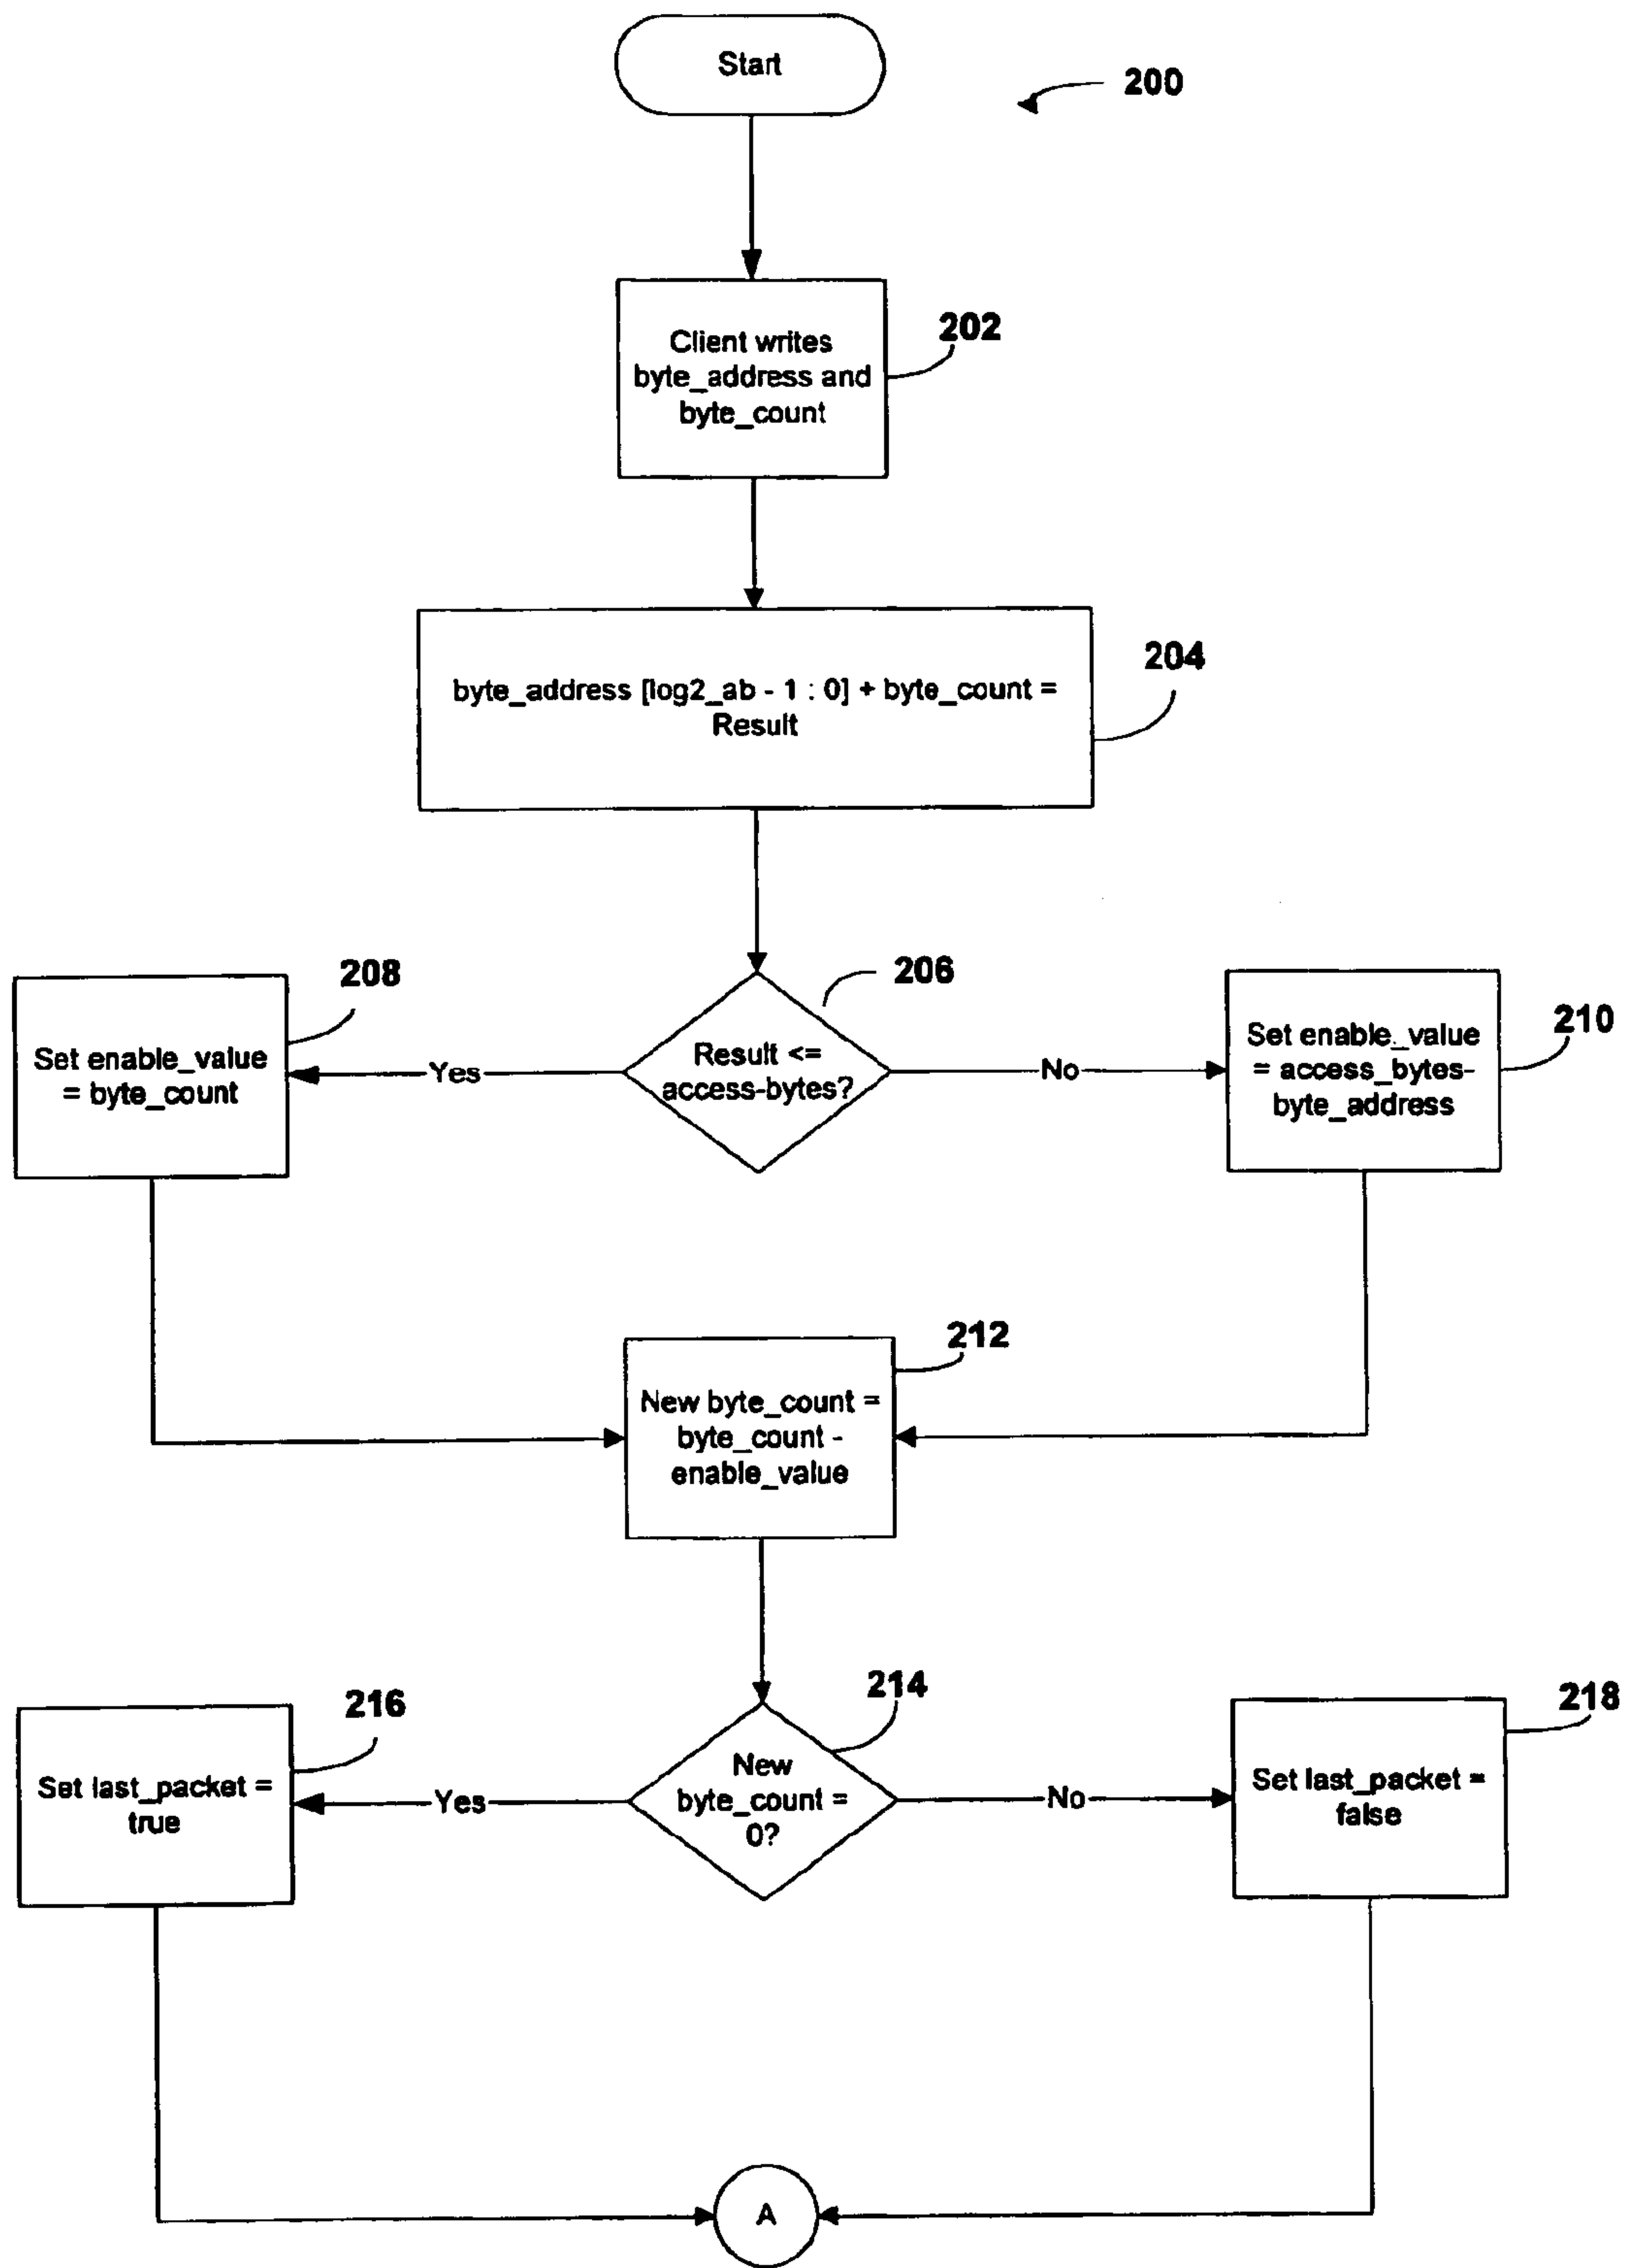 Start
200
Client writes
byte_address and
byte_count
202
byte_address [log2_ab - 1 : 0] + byte_count =
Result
204
208
206
Set enable_value
= byte_count
Yes
Result <=
access-bytes?
No
Set enable_value
= access_bytes-
byte_address
210
212
New byte_count =
byte_count -
enable_value
216
214
218
Set last_packet =
true
Yes
New
byte_count =
0?
No
Set last_packet =
false
A